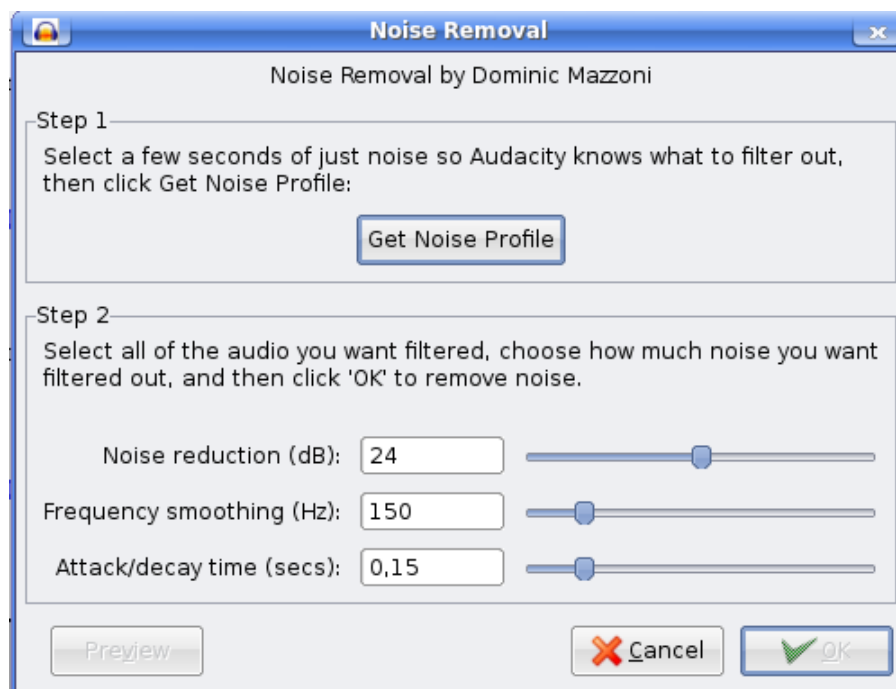 Noise Removal
Noise Removal by Dominic Mazzoni
Step 1
Select a few seconds of just noise so Audacity knows what to filter out,
then click Get Noise Profile:
Get Noise Profile
Step 2
Select all of the audio you want filtered, choose how much noise you want
filtered out, and then click 'OK' to remove noise.
Noise reduction (dB): 24
Frequency smoothing (Hz): 150
Attack/decay time (secs): 0,15
Preview Cancel OK